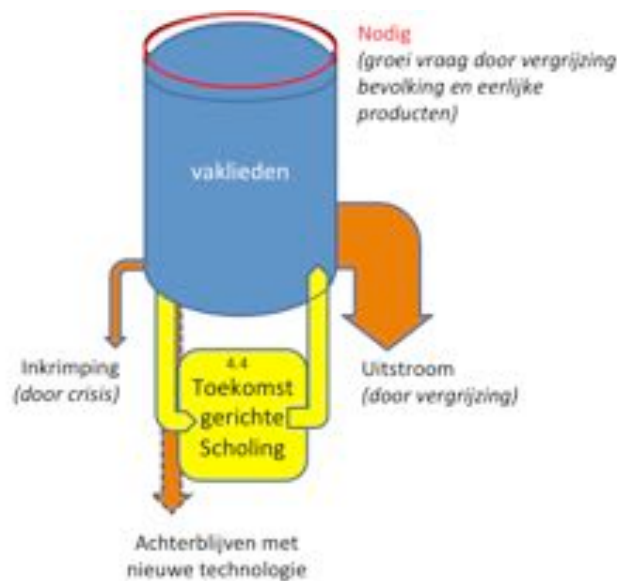 Nodig
(groei vraag door vergrijzing
bevolking en eerlijke
producten)
vaklieden
Inkrimping
(door crisis)
4.4
Toekomst
gerichte
Scholing
Uitstroom
(door vergrijzing)
Achterblijven met
nieuwe technologie